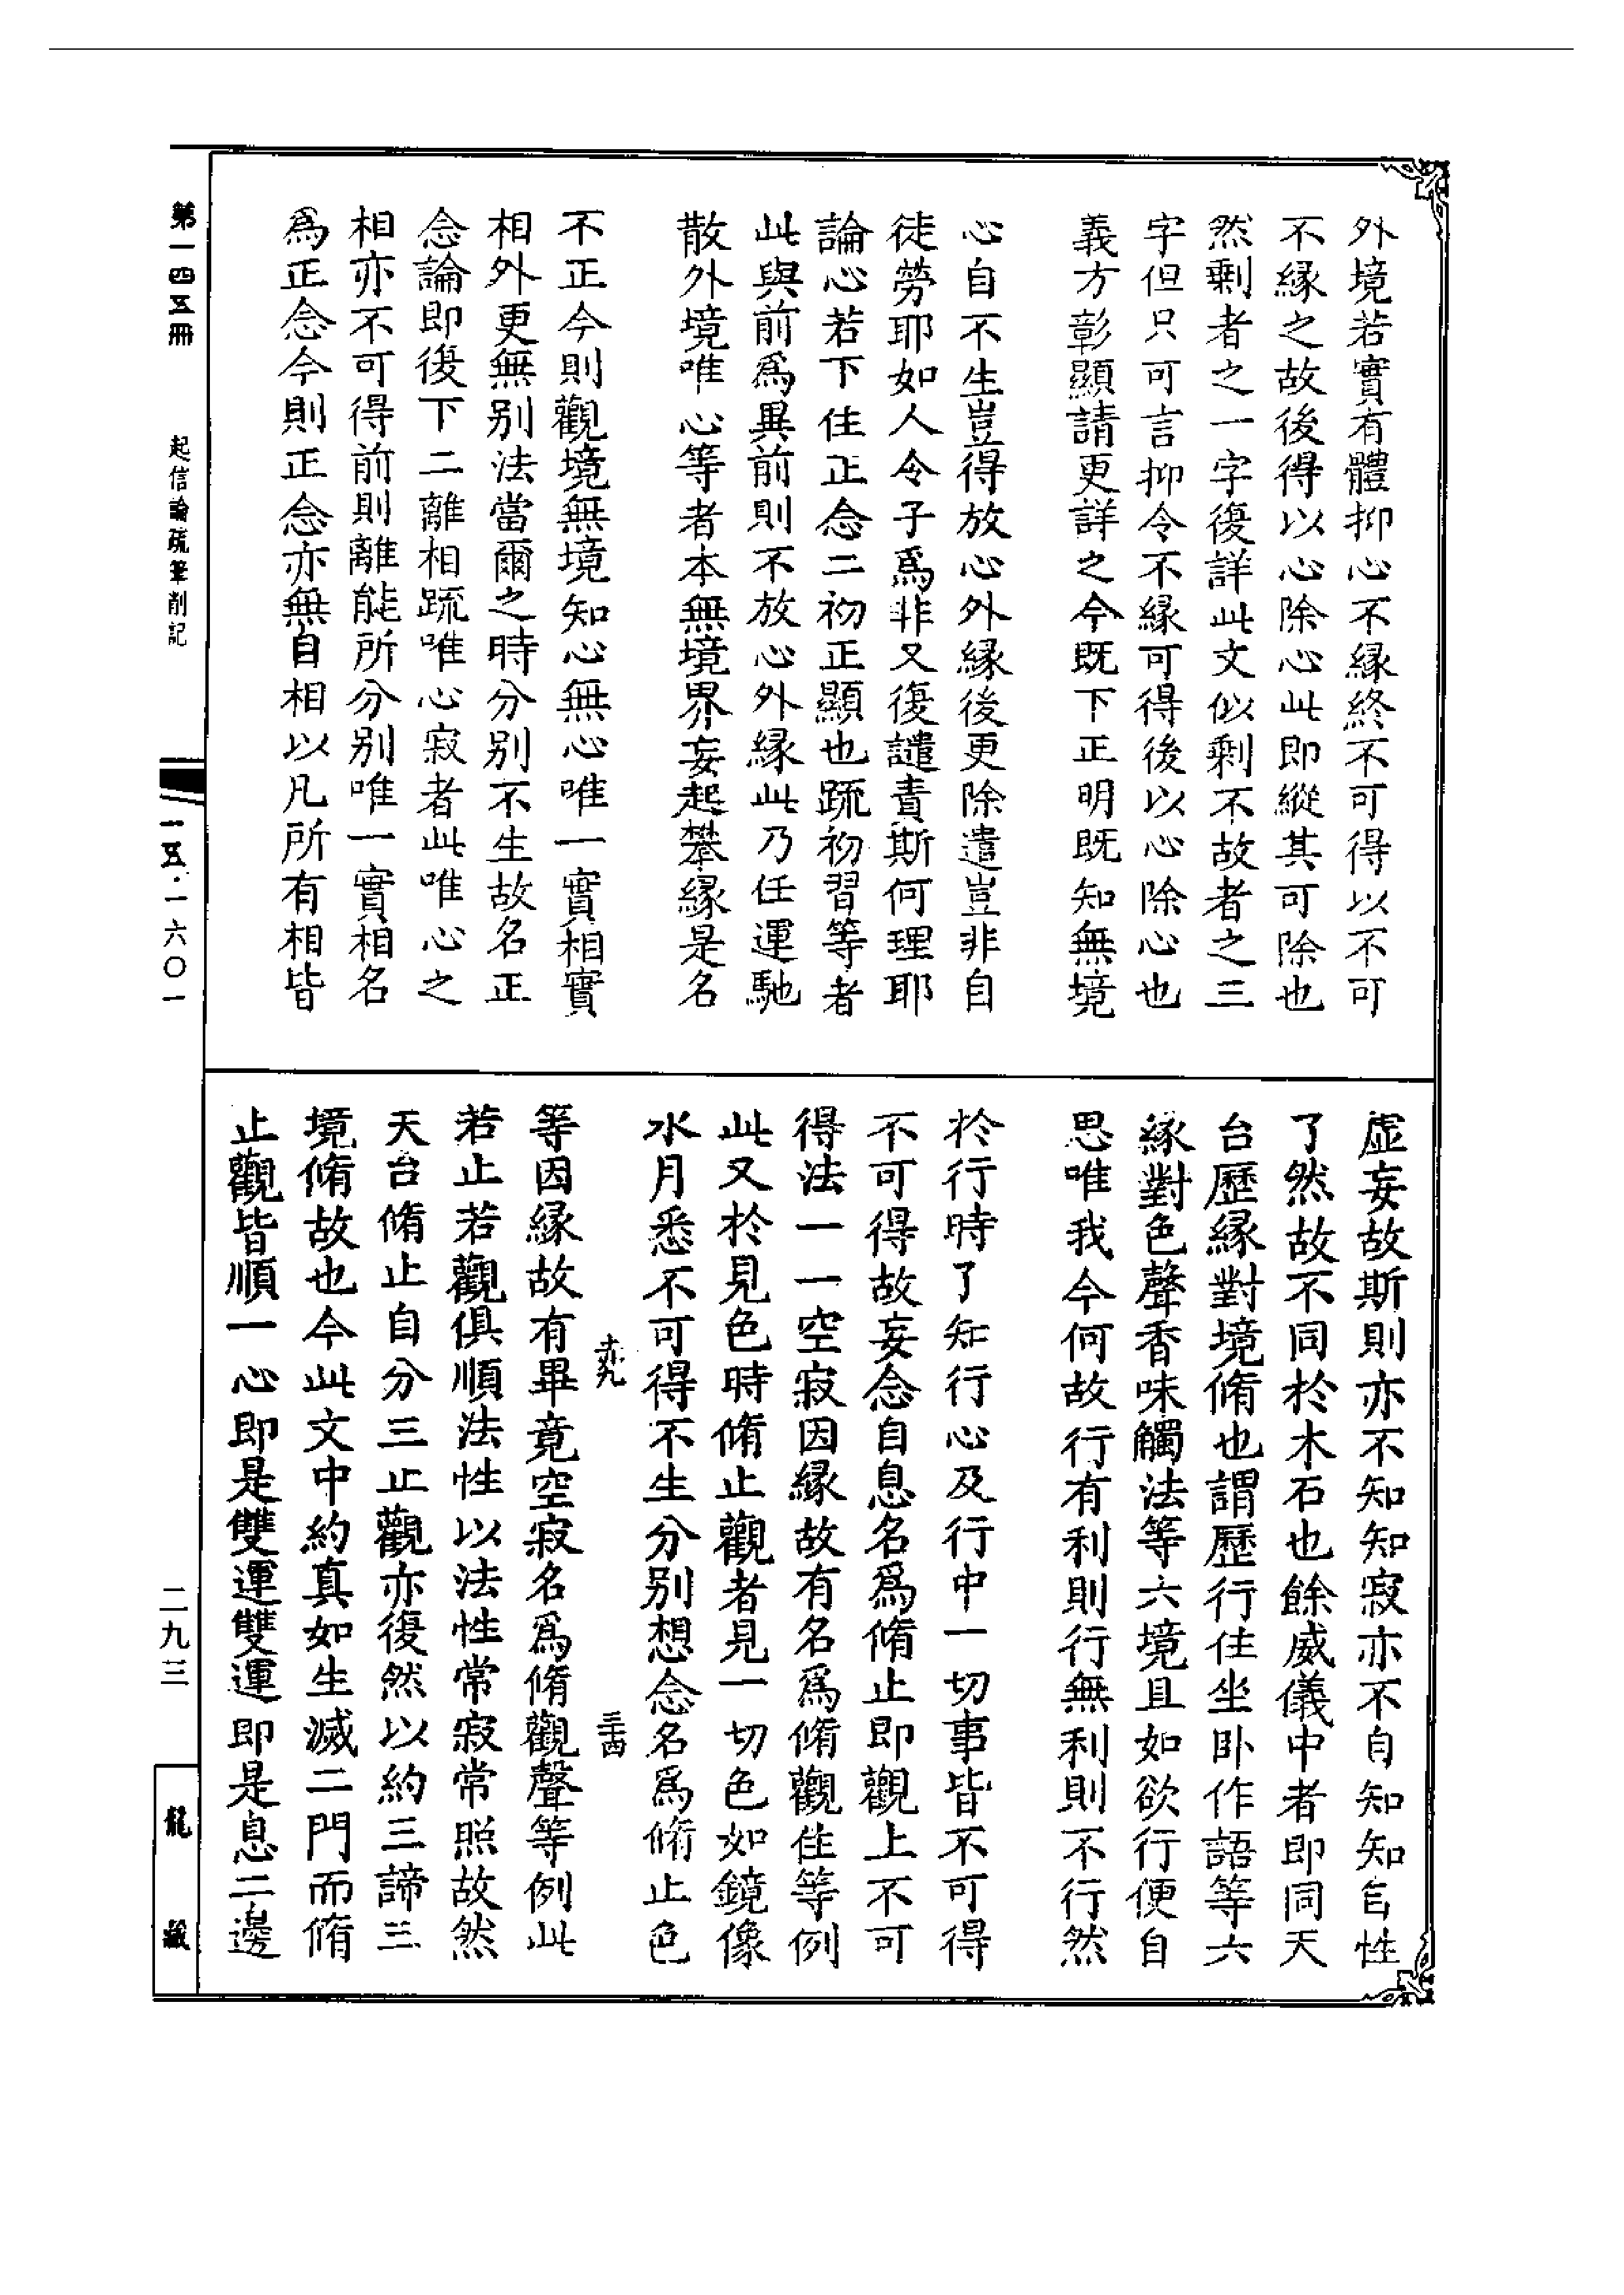 外境若實有體抑心不緣終不可得以不可
不緣之故後得以心除心此即縱其可除也
然剩者之一字復詳此文似剩不故者之三
字但只可言抑令不緣可得後以心除心也
義方彰顯請更詳之今既下正明既知無境
心自不生豈得放心外緣後更除遣豈非自
徒勞耶如人令子爲非又復譴責斯何理耶
論心若下住正念二初正顯也䟽初習等者
此與前爲異前則不放心外緣此乃任運馳
散外境唯心等者本無境界妄起攀緣是名
不正今則觀境無境知心無心唯一實相實
相外更無别法當爾之時分别不生故名正
念論即復下二離相䟽唯心寂者此唯心之
相亦不可得前則離能所分别唯一實相名
爲正念今則正念亦無自相以凡所有相皆
虛妄故斯則亦不知知寂亦不自知知自性
了然故不同於木石也餘威儀中者即同天
台歷緣對境脩也謂歷行住坐卧作語等六
緣對色聲香味觸法等六境且如欲行便自
思唯我今何故行有利則行無利則不行然
於行時了知行心及行中一切事皆不可得
不可得故妄念自息名爲脩止即觀上不可
得法一一空寂因緣故有名爲脩觀住等例
此又於見色時脩止觀者見一切色如鏡像
水月悉不可得不生分别想念名爲脩止色
等因緣故有畢竟空寂名爲脩觀聲等例此
若止若觀俱順法性以法性常寂常照故然
天台脩止自分三止觀亦復然以約三諦三
境脩故也今此文中約真如生滅二門而脩
止觀皆順一心即是雙運雙運即是息二邊
第一四五冊
起信論疏筆削記
一五·一六〇一
二九三
龍藏